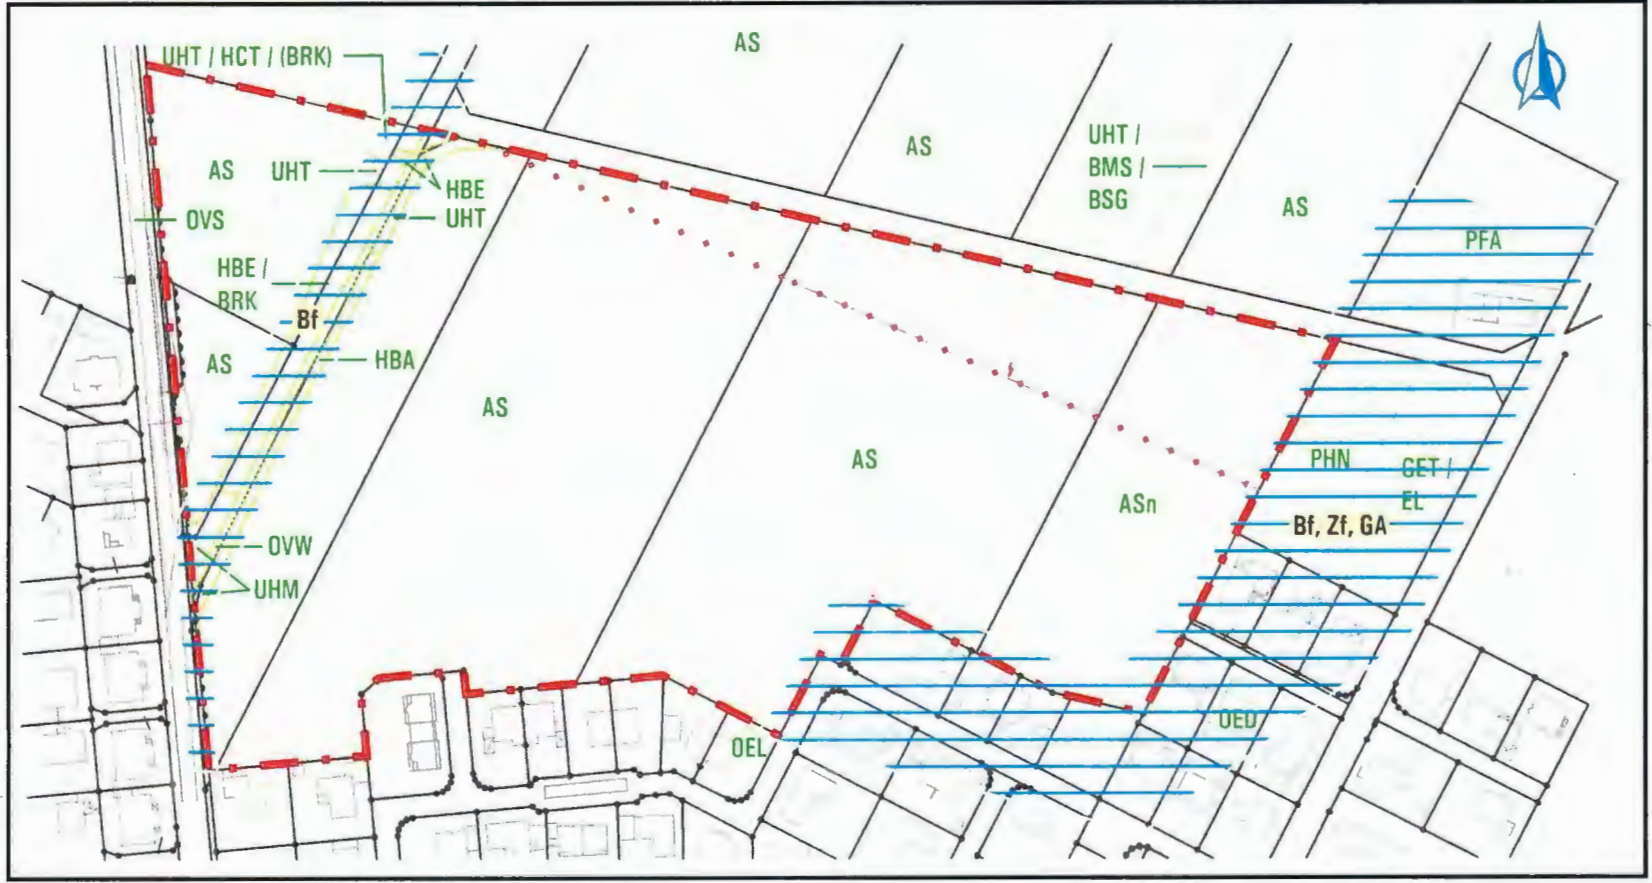 AS
UHT / HCT / (BRK)
AS
UHT /
BMS /
BSG
AS
UHT
HBE
UHT
AS
OVS
PFA
HBE /
BRK
Bf
AS
HBA
AS
AS
PHN
GET /
EL
ASn
Bf, Zf, GA
OVW
UHM
OEL
OED